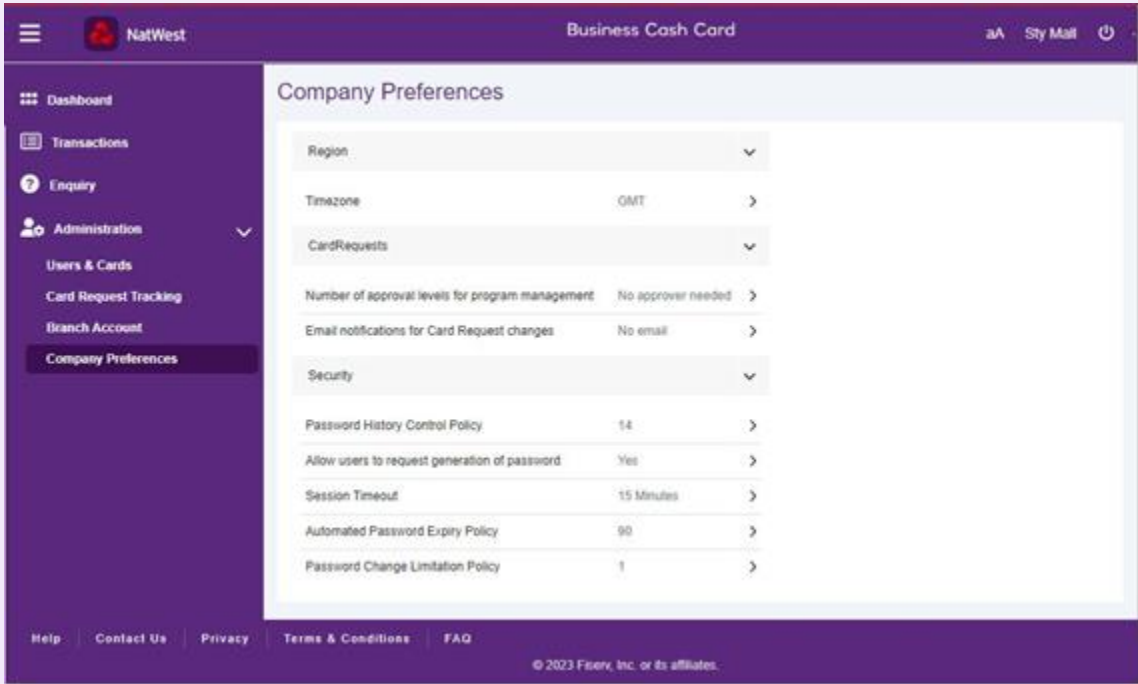 NatWest
Business Cash Card
aA Sty Mall
Dashboard
Transactions
Enquiry
Administration
Users & Cards
Card Request Tracking
Branch Account
Company Preferences
Company Preferences
Region
Timezone GMT
CardRequests
Number of approval levels for program management No approver needed
Email notifications for Card Request changes No email
Security
Password History Control Policy 14
Allow users to request generation of password Yes
Session Timeout 15 Minutes
Automated Password Expiry Policy 90
Password Change Limitation Policy 1
Help Contact Us Privacy Terms & Conditions FAQ
© 2023 Fiserv, Inc. or its affiliates.